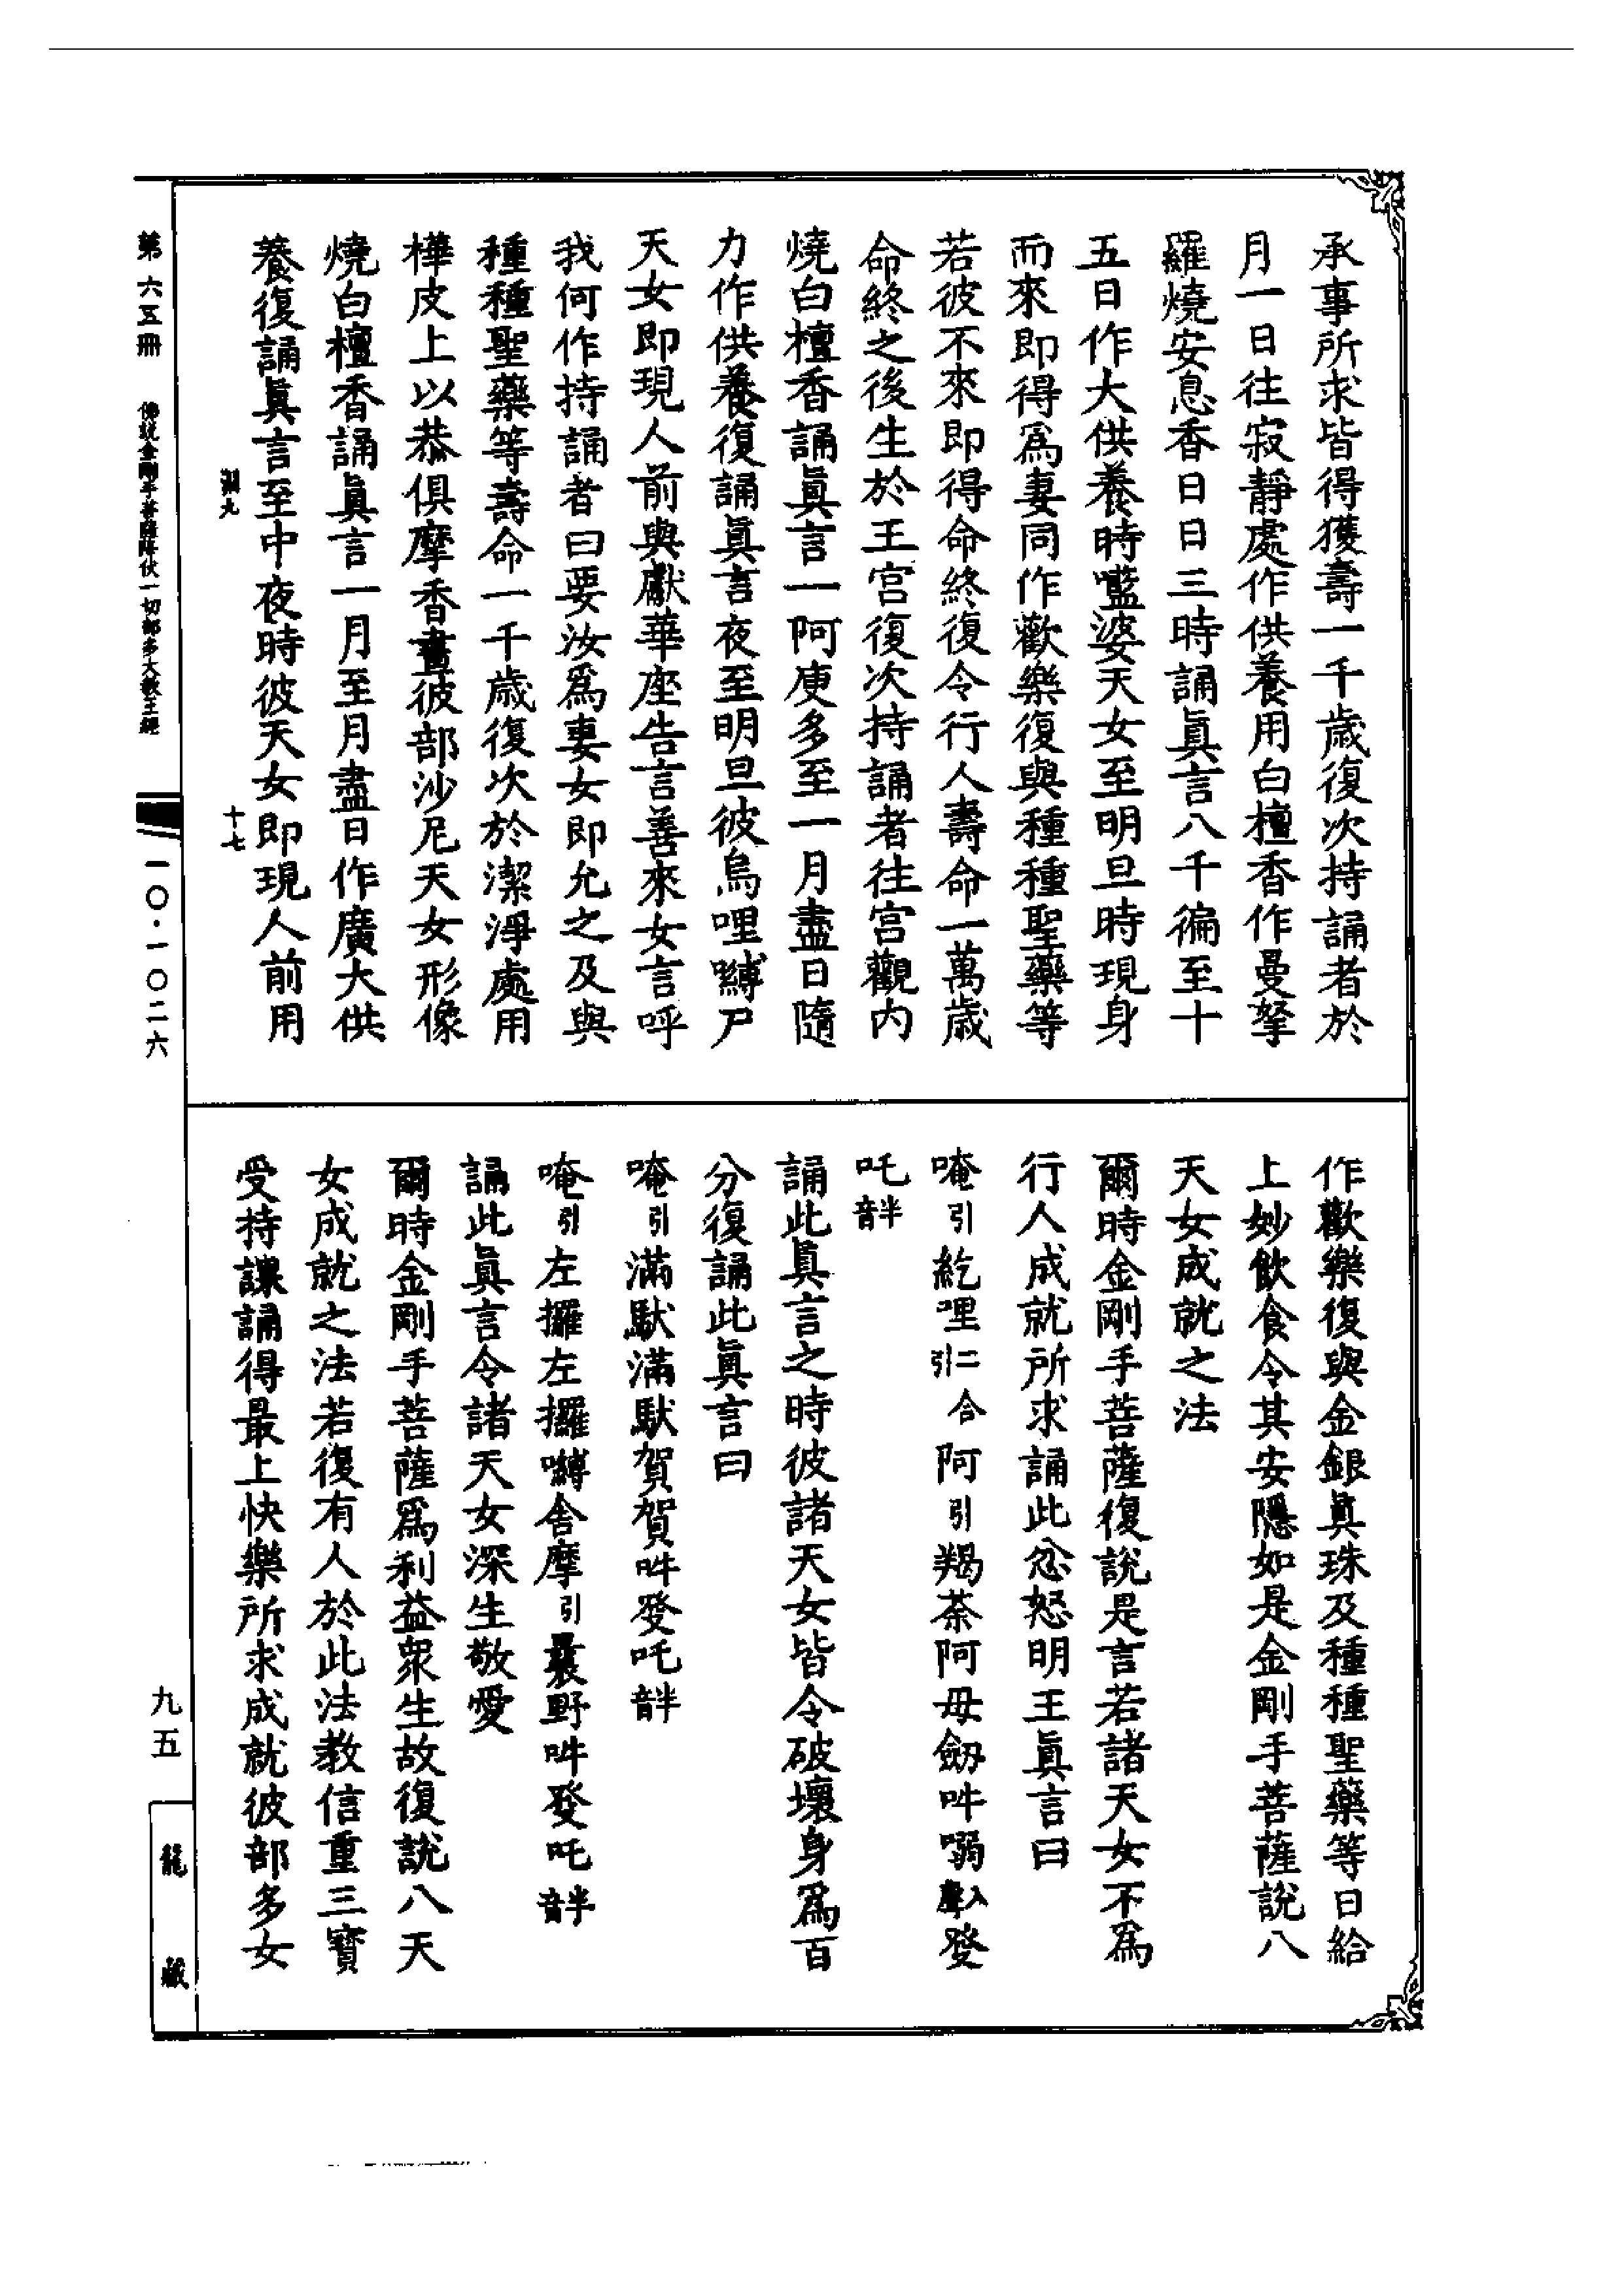 承事所求皆得獲壽一千歲復次持誦者於
月一日往寂靜處作供養用白檀香作曼拏
羅燒安息香日日三時誦眞言八千徧至十
五日作大供養時嚂婆天女至明旦時現身
而來即得爲妻同作歡樂復與種種聖藥等
若彼不來即得命終復令行人壽命一萬歲
命終之後生於王宮復次持誦者往宮觀內
燒白檀香誦眞言一阿庾多至一月盡日隨
力作供養復誦眞言夜至明旦彼烏哩嚩尸
天女即現人前與獻華座告言善來女言呼
我何作持誦者曰要汝爲妻女即允之及與
種種聖藥等壽命一千歲復次於潔淨處用
樺皮上以恭俱摩香畫彼部沙尼天女形像
燒白檀香誦眞言一月至月盡日作廣大供
養復誦眞言至中夜時彼天女即現人前用
作歡樂復與金銀眞珠及種種聖藥等日給
上妙飲食令其安隱如是金剛手菩薩說八
天女成就之法
爾時金剛手菩薩復說是言若諸天女不爲
行人成就所求誦此忿怒明王眞言曰
唵引紇哩二合引阿引羯荼阿毋劒吽嗍入聲發
吒半音
誦此眞言之時彼諸天女皆令破壞身爲百
分復誦此眞言曰
唵引滿馱滿馱賀賀吽發吒半音
唵引左攞左攞嚩舍摩引曩野吽發吒半音
誦此眞言令諸天女深生敬愛
爾時金剛手菩薩爲利益衆生故復說八天
女成就之法若復有人於此法教信重三寶
受持讀誦得最上快樂所求成就彼部多女
十七
第六五冊
佛說金剛手菩薩降伏一切部多大教王經
一〇·一〇二六
九五
龍藏